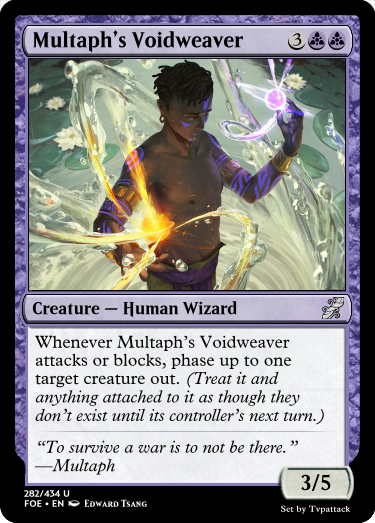 Multaph's Voidweaver 3
Creature — Human Wizard
Whenever Multaph's Voidweaver
attacks or blocks, phase up to one
target creature out. (Treat it and
anything attached to it as though they
don't exist until its controller's next turn.)
“To survive a war is to not be there.”
—Multaph
3/5
282/434 U
FOE • EN Edward Tsang
Set by Tvpattack